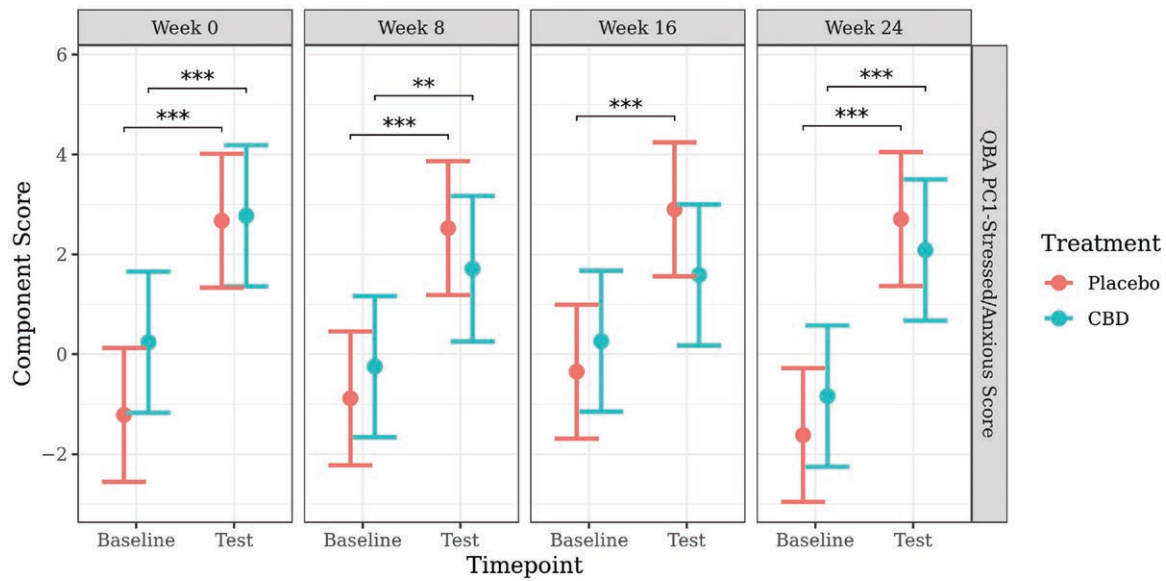 Week 0
Week 8
Week 16
Week 24
6
4
2
0
−2
***
***
**
***
***
***
***
Component Score
QBA PC1-Stressed/Anxious Score
Treatment
Placebo
CBD
Baseline
Test
Baseline
Test
Baseline
Test
Baseline
Test
Timepoint